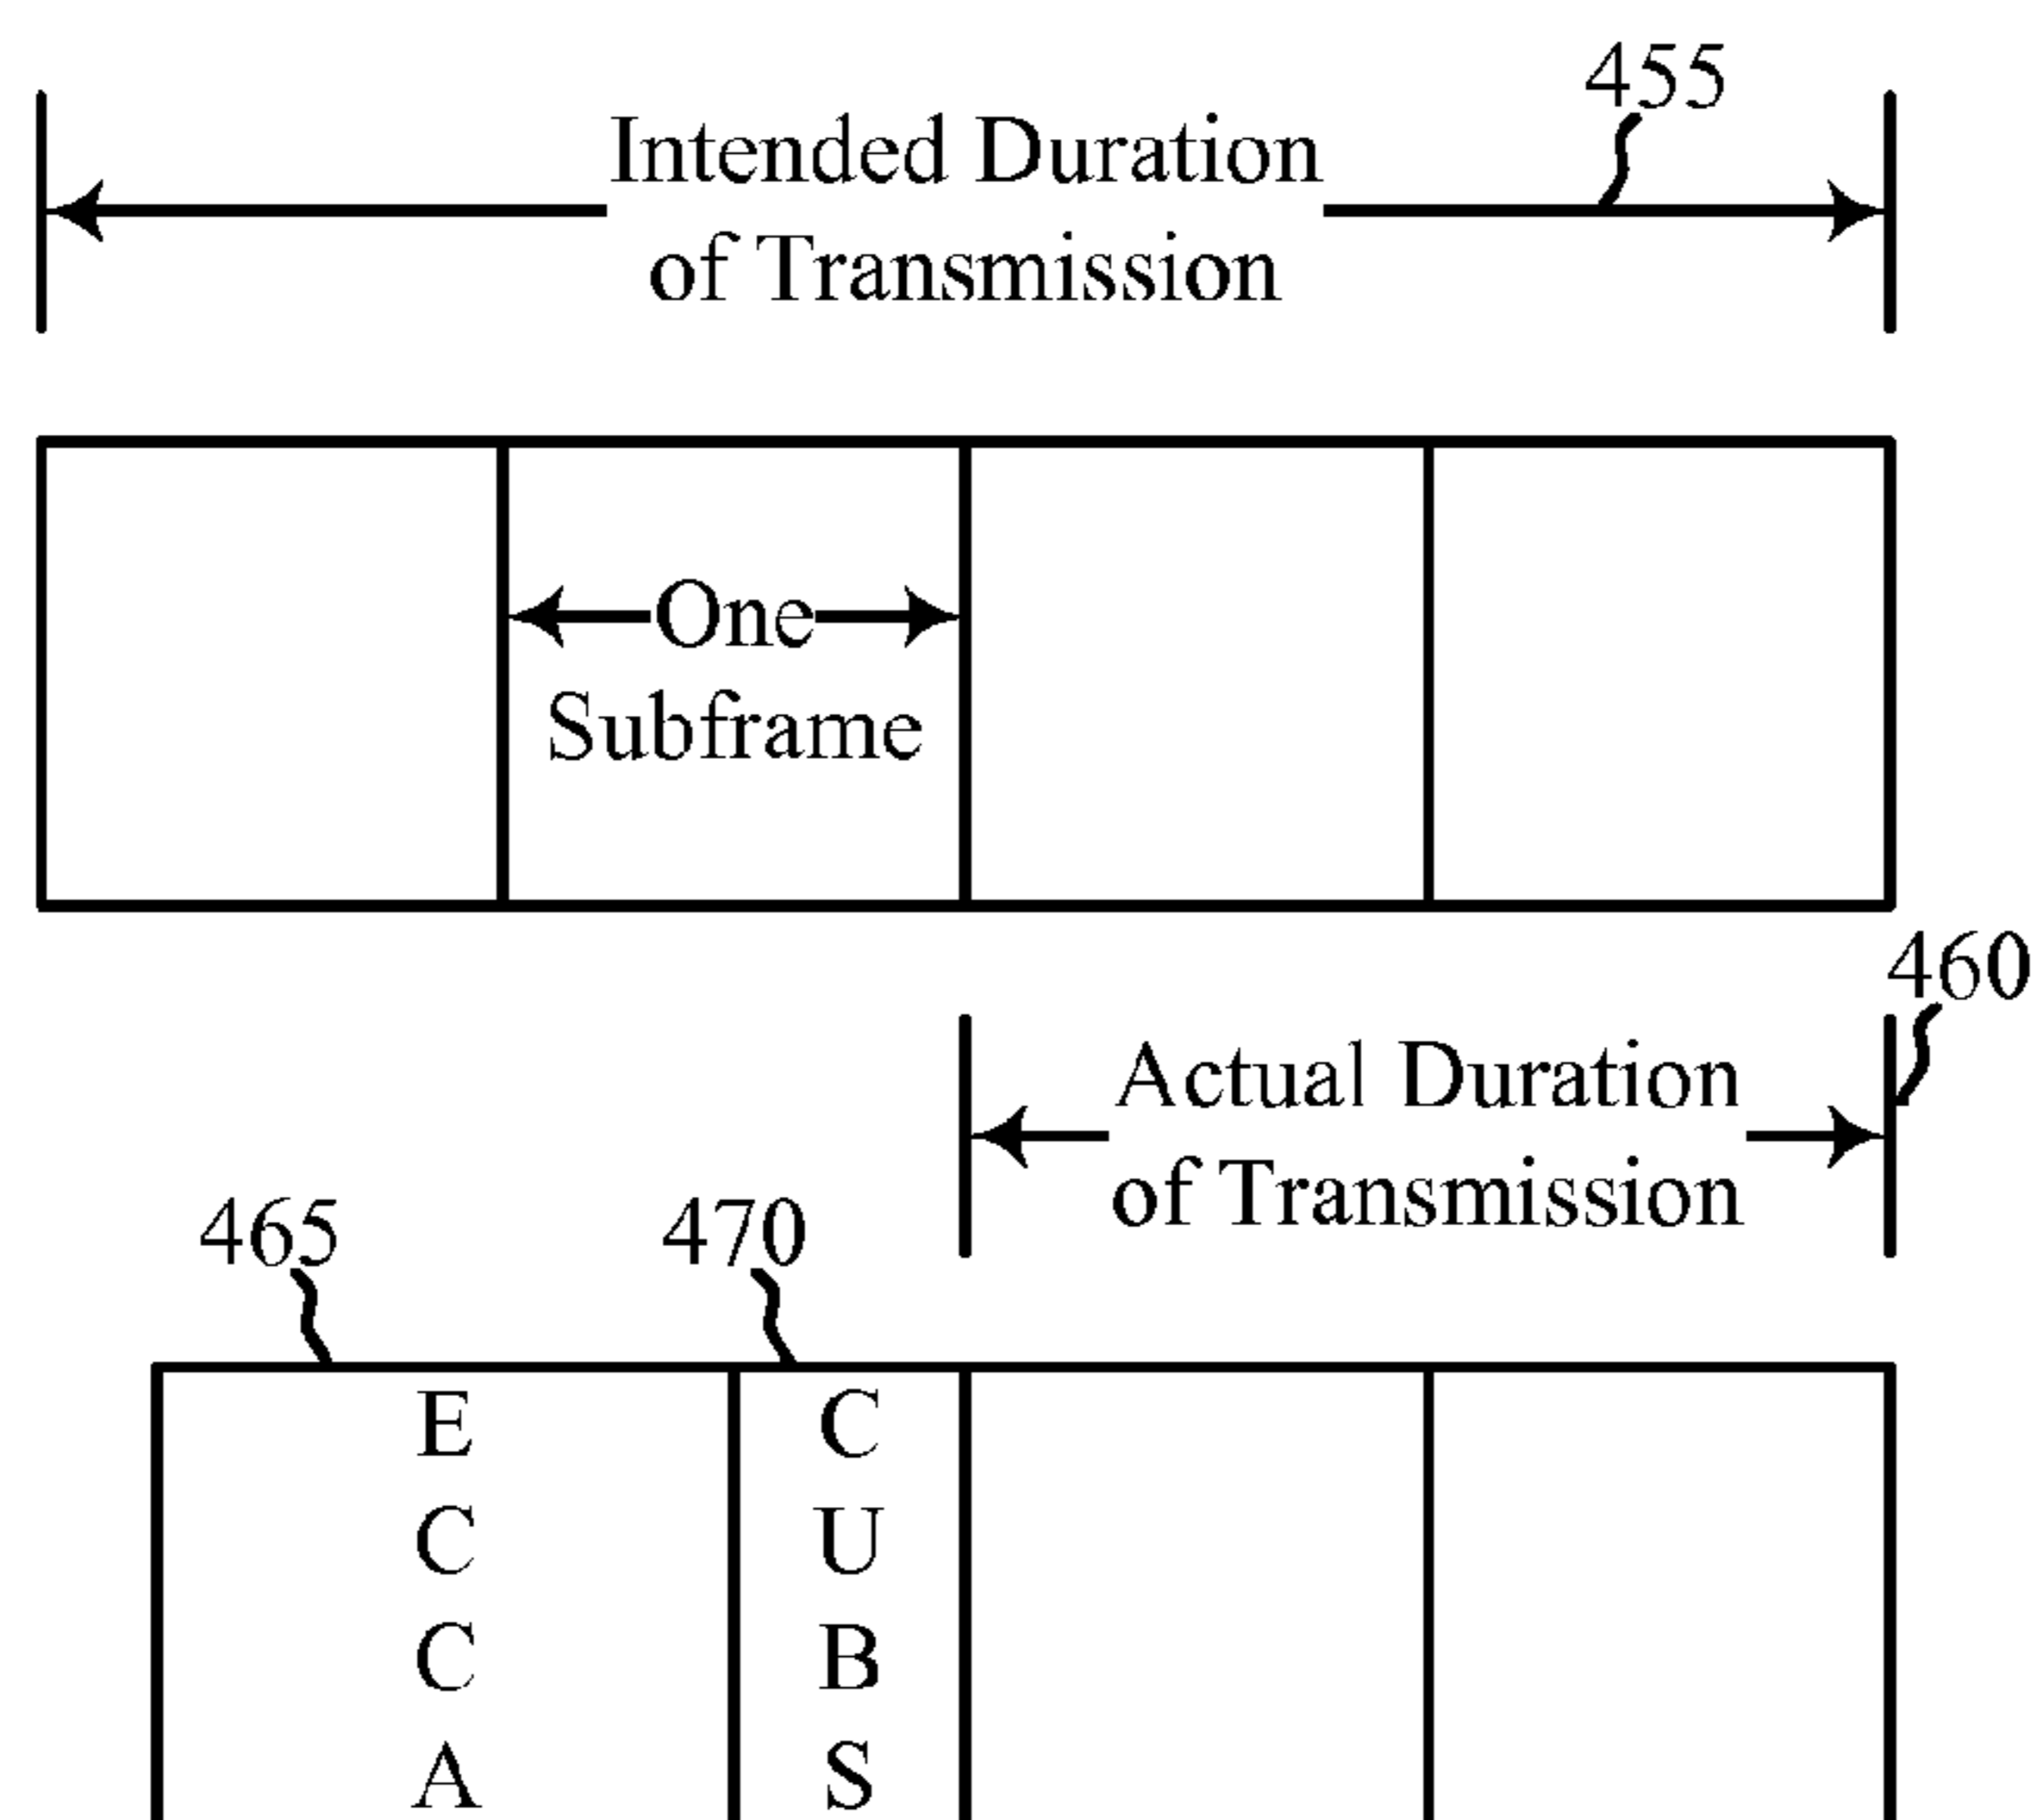 455
Intended Duration
of Transmission
One
Subframe
460
Actual Duration
of Transmission
465
470
E
C
C
A
C
U
B
S